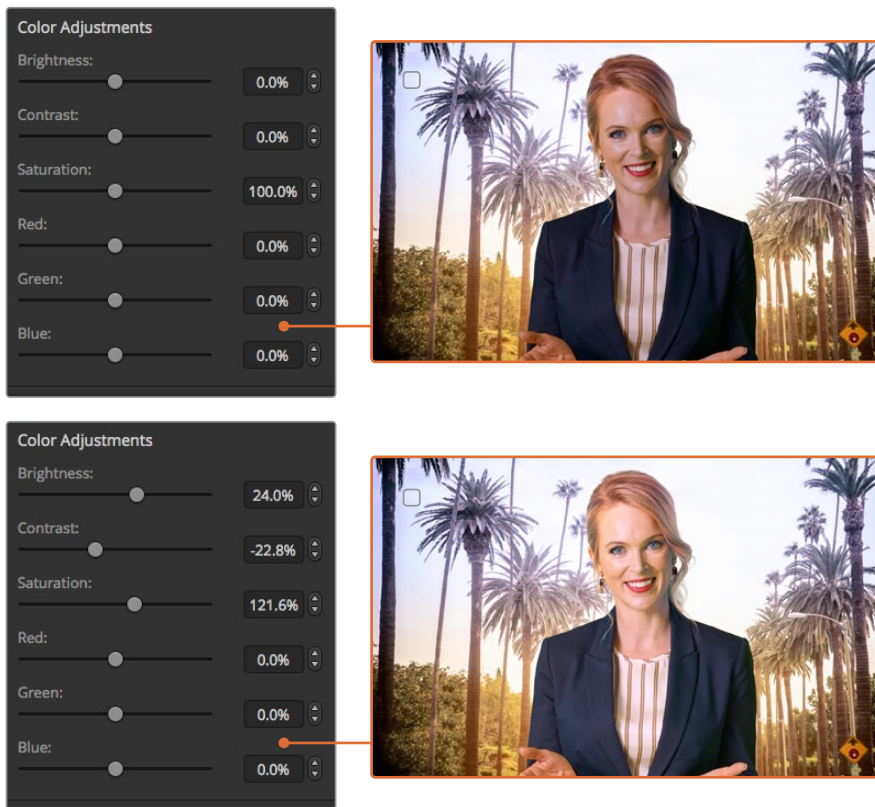 Color Adjustments
Brightness:
0.0%
Contrast:
0.0%
Saturation:
100.0%
Red:
0.0%
Green:
0.0%
Blue:
0.0%
Color Adjustments
Brightness:
24.0%
Contrast:
-22.8%
Saturation:
121.6%
Red:
0.0%
Green:
0.0%
Blue:
0.0%